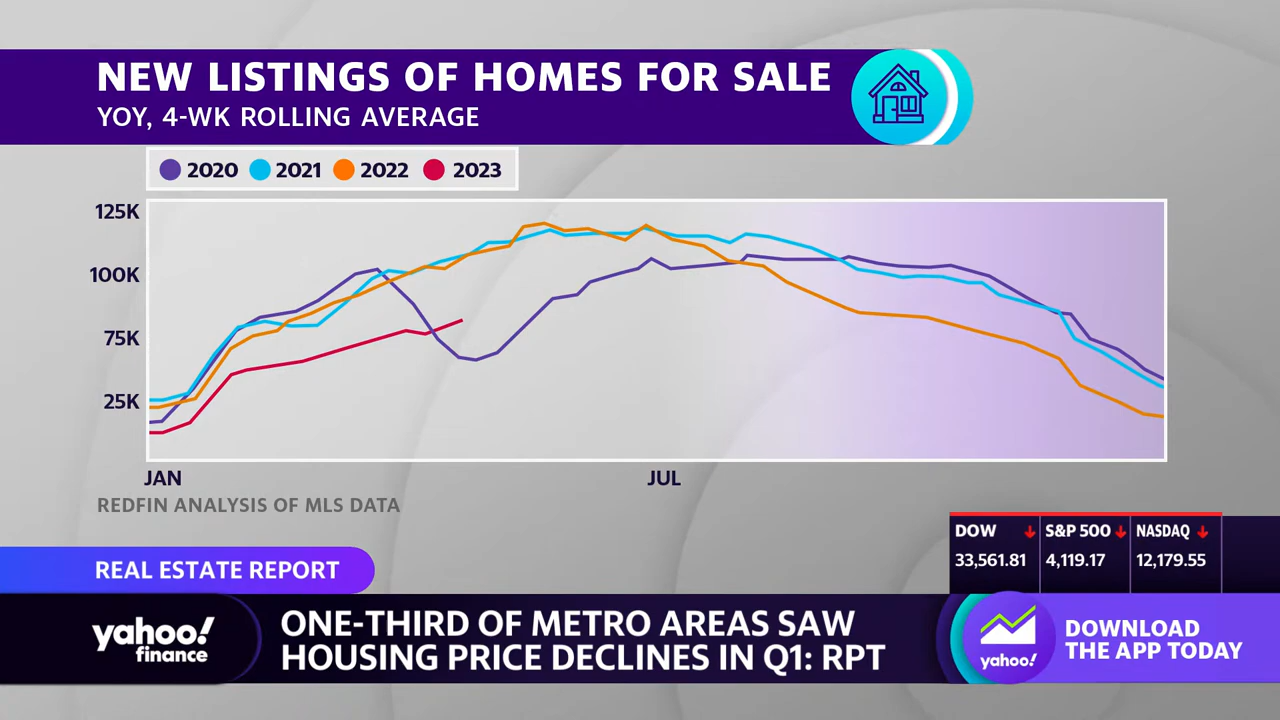 NEW LISTINGS OF HOMES FOR SALE
YOY, 4-WK ROLLING AVERAGE
2020 2021 2022 2023
125K
100K
75K
25K
JAN JUL
REDFIN ANALYSIS OF MLS DATA
DOW S&P 500 NASDAQ
33,561.81 4,119.17 12,179.55
REAL ESTATE REPORT
yahoo!
finance
ONE-THIRD OF METRO AREAS SAW
HOUSING PRICE DECLINES IN Q1: RPT
yahoo!
DOWNLOAD
THE APP TODAY